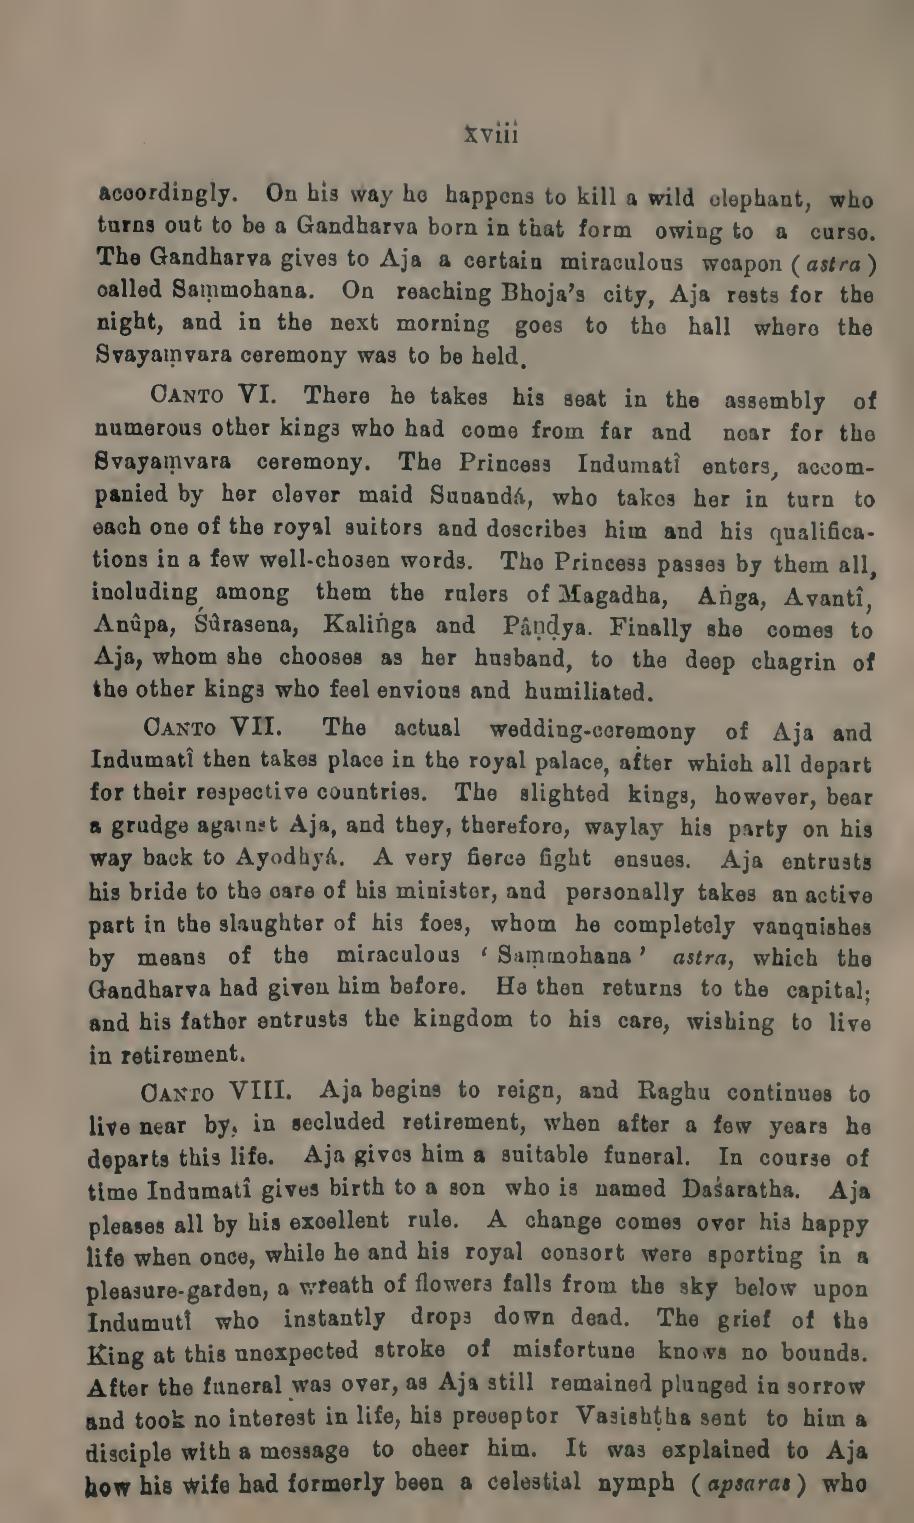 xviii
accordingly. On his way he happens to kill a wild elephant, who
turns out to be a Gandharva born in that form owing to a curse.
The Gandharva gives to Aja a certain miraculous weapon ( astra )
called Saṃmohana. On reaching Bhoja's city, Aja rests for the
night, and in the next morning goes to the hall where the
Svayaṃvara ceremony was to be held.
CANTO VI. There he takes his seat in the assembly of
numerous other kings who had come from far and near for the
Svayaṃvara ceremony. The Princess Indumatî enters, accom-
panied by her clever maid Sunandá, who takes her in turn to
each one of the royal suitors and describes him and his qualifica-
tions in a few well-chosen words. The Princess passes by them all,
including among them the rulers of Magadha, Aṅga, Avantî,
Anûpa, Śûrasena, Kaliṅga and Pâṇḍya. Finally she comes to
Aja, whom she chooses as her husband, to the deep chagrin of
the other kings who feel envious and humiliated.
CANTO VII. The actual wedding-ceremony of Aja and
Indumatî then takes place in the royal palace, after which all depart
for their respective countries. The slighted kings, however, bear
a grudge against Aja, and they, therefore, waylay his party on his
way back to Ayodhyá. A very fierce fight ensues. Aja entrusts
his bride to the care of his minister, and personally takes an active
part in the slaughter of his foes, whom he completely vanquishes
by means of the miraculous ‘ Saṃmohana ’ astra, which the
Gandharva had given him before. He then returns to the capital;
and his father entrusts the kingdom to his care, wishing to live
in retirement.
CANTO VIII. Aja begins to reign, and Raghu continues to
live near by, in secluded retirement, when after a few years he
departs this life. Aja gives him a suitable funeral. In course of
time Indumatî gives birth to a son who is named Daśaratha. Aja
pleases all by his excellent rule. A change comes over his happy
life when once, while he and his royal consort were sporting in a
pleasure-garden, a wreath of flowers falls from the sky below upon
Indumutî who instantly drops down dead. The grief of the
King at this unexpected stroke of misfortune knows no bounds.
After the funeral was over, as Aja still remained plunged in sorrow
and took no interest in life, his preceptor Vasishṭha sent to him a
disciple with a message to cheer him. It was explained to Aja
how his wife had formerly been a celestial nymph ( apsaras ) who